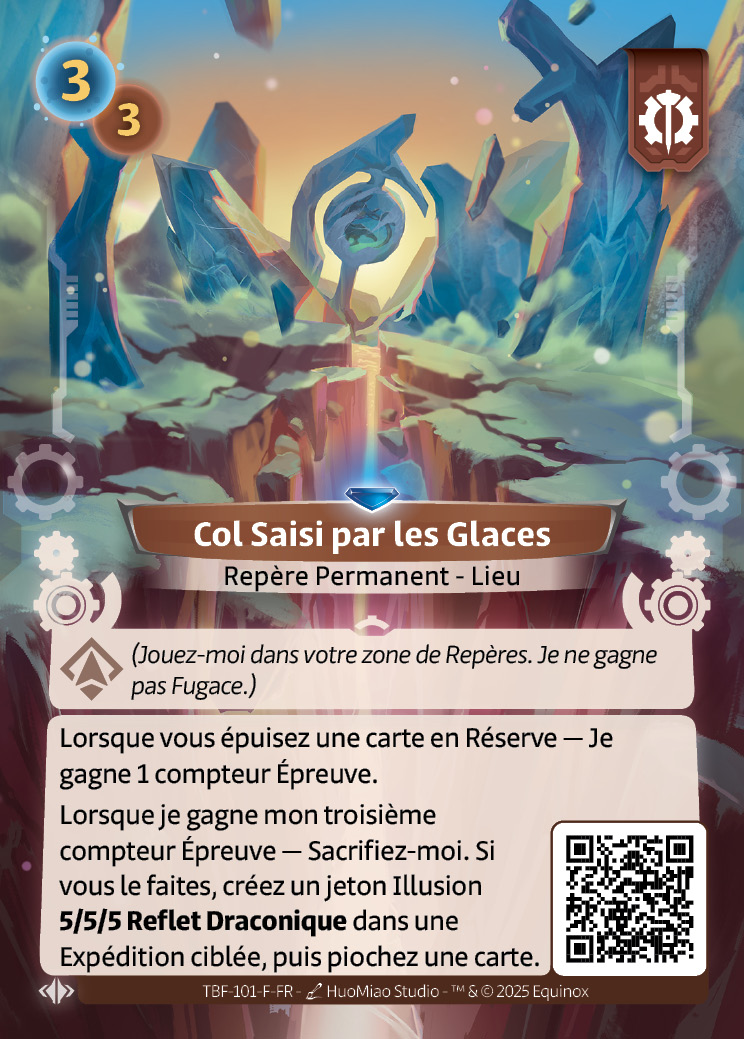 3
3
Col Saisi par les Glaces
Repère Permanent - Lieu
(Jouez-moi dans votre zone de Repères. Je ne gagne
pas Fugace.)
Lorsque vous épuisez une carte en Réserve — Je
gagne 1 compteur Épreuve.
Lorsque je gagne mon troisième
compteur Épreuve — Sacrifiez-moi. Si
vous le faites, créez un jeton Illusion
5/5/5 Reflet Draconique dans une
Expédition ciblée, puis piochez une carte.
TBF-101-F-FR - HuoMiao Studio - ™ & © 2025 Equinox